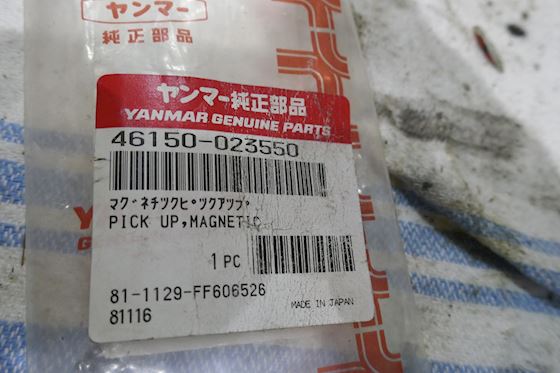 ヤンマー
純正部品
ヤンマー純正部品
YANMAR GENUINE PARTS
46150-023550
マグネチツクピツクアツプ
PICK UP,MAGNETIC
1 PC
81-1129-FF606526
81116
MADE IN JAPAN